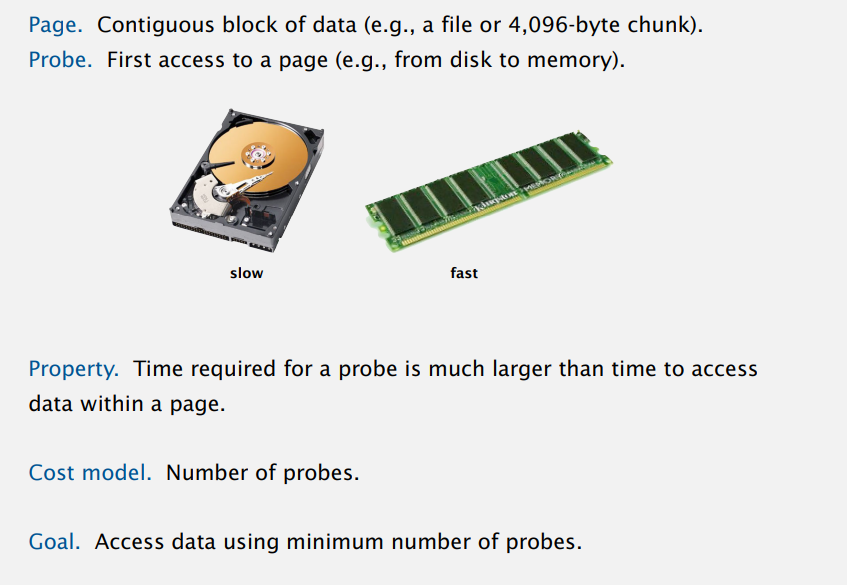 Page. Contiguous block of data (e.g., a file or 4,096-byte chunk).
Probe. First access to a page (e.g., from disk to memory).
Kingston MEMORY
slow
fast
Property. Time required for a probe is much larger than time to access
data within a page.
Cost model. Number of probes.
Goal. Access data using minimum number of probes.